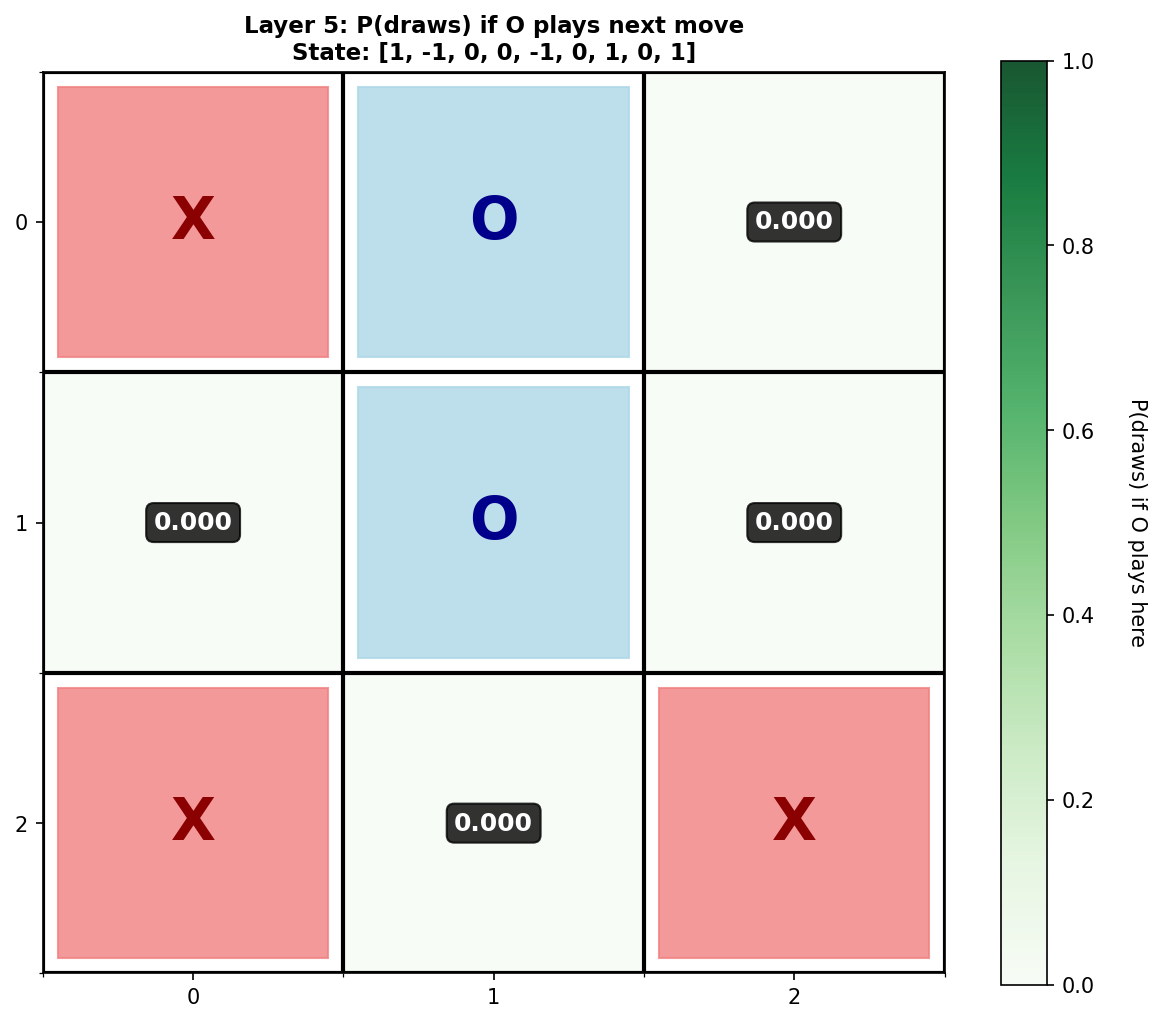 Layer 5: P(draws) if O plays next move
State: [1, -1, 0, 0, -1, 0, 1, 0, 1]
X
O
0.000
0
0.000
O
0.000
1
X
0.000
X
2
0
1
2
1.0
0.8
0.6
0.4
0.2
0.0
P(draws) if O plays here